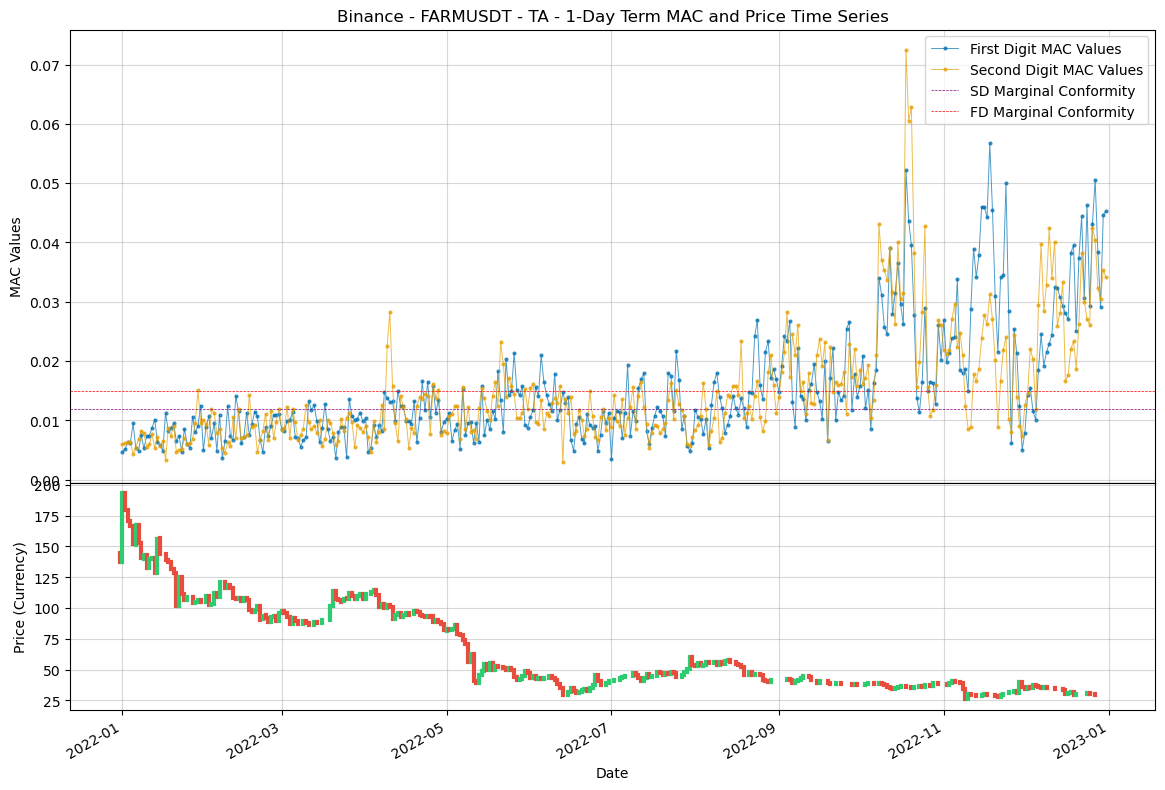 Binance - FARMUSDT - TA - 1-Day Term MAC and Price Time Series
First Digit MAC Values
Second Digit MAC Values
SD Marginal Conformity
FD Marginal Conformity
MAC Values
0.07
0.06
0.05
0.04
0.03
0.02
0.01
0.00
Price (Currency)
200
175
150
125
100
75
50
25
2022-01
2022-03
2022-05
2022-07
2022-09
2022-11
2023-01
Date